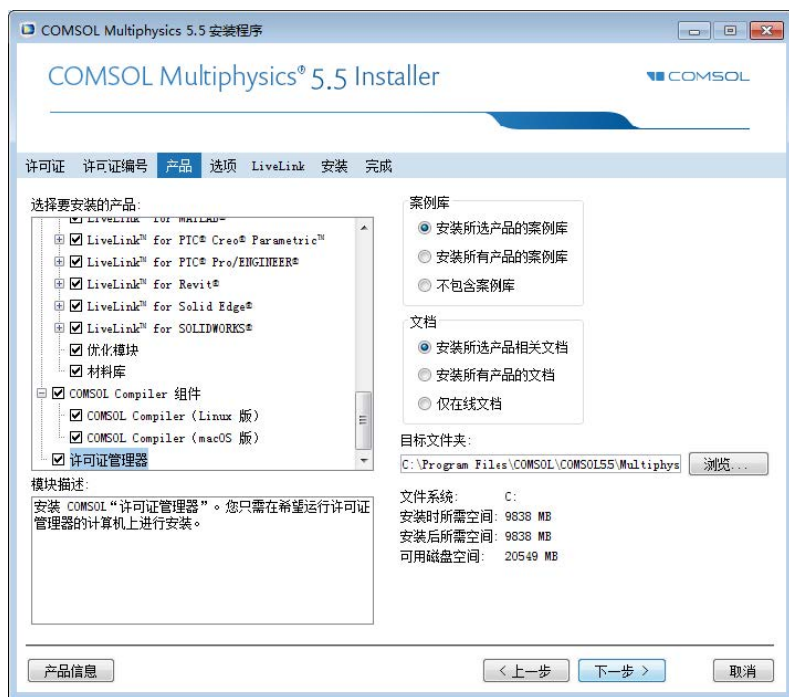 COMSOL Multiphysics 5.5 安装程序
COMSOL Multiphysics® 5.5 Installer
COMSOL
许可证 许可证编号 产品 选项 LiveLink 安装 完成
选择要安装的产品:
LiveLink™ for MATLAB®
LiveLink™ for PTC® Creo® Parametric™
LiveLink™ for PTC® Pro/ENGINEER®
LiveLink™ for Revit®
LiveLink™ for Solid Edge®
LiveLink™ for SOLIDWORKS®
优化模块
材料库
COMSOL Compiler 组件
COMSOL Compiler (Linux 版)
COMSOL Compiler (macOS 版)
许可证管理器
模块描述:
安装 COMSOL“许可证管理器”。您只需在希望运行许可证
管理器的计算机上进行安装。
案例库
安装所选产品的案例库
安装所有产品的案例库
不包含案例库
文档
安装所选产品相关文档
安装所有产品的文档
仅在线文档
目标文件夹:
C:\Program Files\COMSOL\COMSOL55\Multiphys 浏览...
文件系统: C:
安装时所需空间: 9838 MB
安装后所需空间: 9838 MB
可用磁盘空间: 20549 MB
产品信息 < 上一步 下一步 > 取消